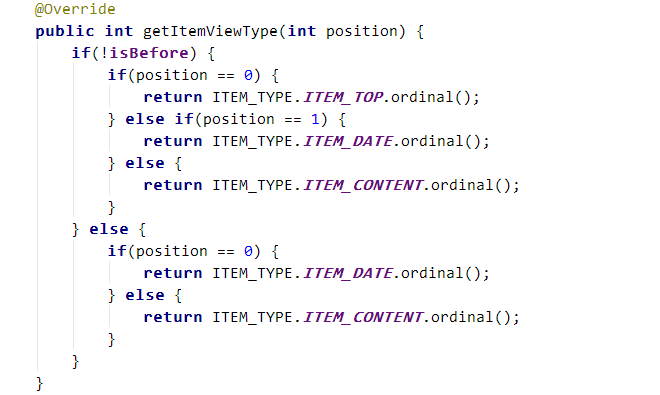 @Override
public int getItemViewType(int position) {
    if(!isBefore) {
        if(position == 0) {
            return ITEM_TYPE.ITEM_TOP.ordinal();
        } else if(position == 1) {
            return ITEM_TYPE.ITEM_DATE.ordinal();
        } else {
            return ITEM_TYPE.ITEM_CONTENT.ordinal();
        }
    } else {
        if(position == 0) {
            return ITEM_TYPE.ITEM_DATE.ordinal();
        } else {
            return ITEM_TYPE.ITEM_CONTENT.ordinal();
        }
    }
}